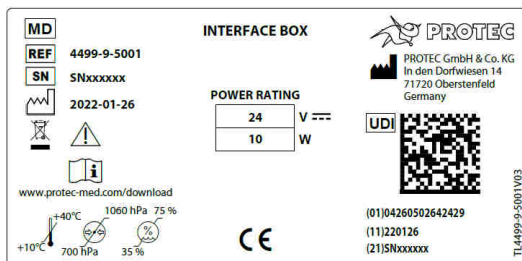 MD
REF 4499-9-5001
SN SNxxxxxx
2022-01-26
www.protec-med.com/download
+10°C +40°C
700 hPa 1060 hPa
% 35 % 75 %
INTERFACE BOX
POWER RATING
24 V
10 W
CE
PROTEC
PROTEC GmbH & Co. KG
In den Dorfwiesen 14
71720 Oberstenfeld
Germany
UDI
(01)04260502642429
(11)220126
(21)SNxxxxxx
TL4499-9-5001V03